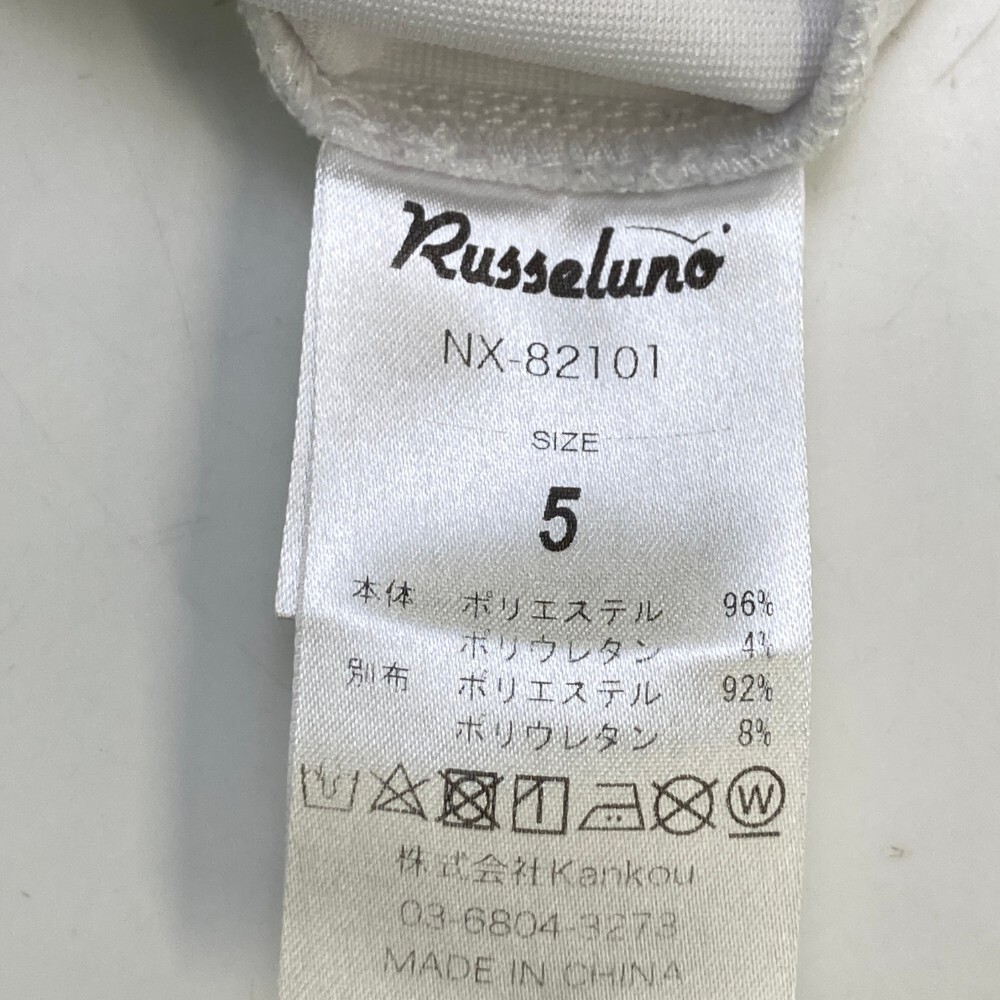 Russeluno
NX-82101
SIZE
5
本体 ポリエステル 96%
ポリウレタン 4%
別布 ポリエステル 92%
ポリウレタン 8%
W
株式会社Kankou
03-6804-3273
MADE IN CHINA